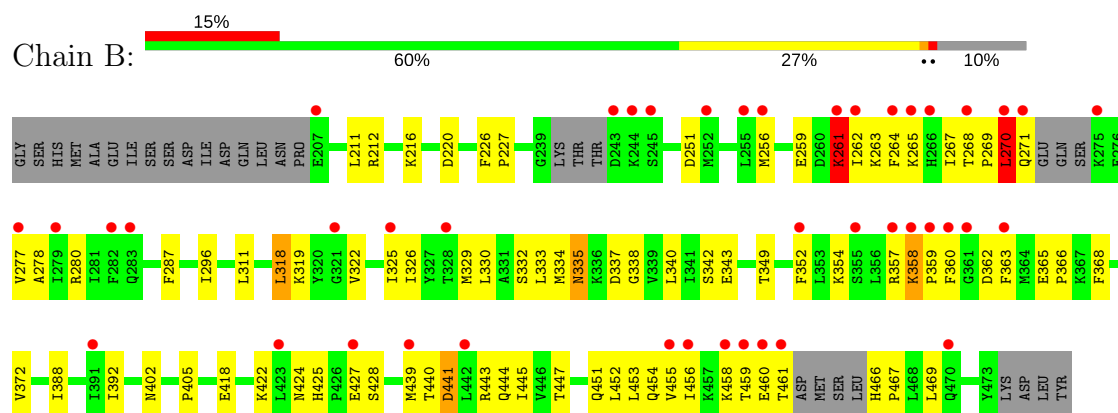 15%
Chain B:
60% 27% •• 10%
GLY SER HIS MET ALA GLU ILE SER SER ASP ILE ASP GLN LEU ASN PRO E207 L211 R212 K216 D220 F226 P227 G239 LYS THR THR D243 K244 S245 D251 M252 L255 M256 E259 D260 K261 I262 K263 F264 K265 H266 I267 T268 P269 L270 Q271 GLU GLN SER K275 E276
V277 A278 I279 R280 I281 F282 Q283 F287 I296 L311 L318 K319 Y320 G321 V322 I325 I326 Y327 T328 M329 L330 A331 S332 L333 M334 N335 K336 D337 G338 V339 L340 I341 S342 E343 T349 F352 L353 K354 S355 L356 R357 K358 P359 F360 G361 D362 F363 M364 E365 P366 K367 F368
V372 I388 I391 I392 N402 P405 E418 K422 L423 N424 H425 P426 E427 S428 M439 T440 D441 L442 R443 Q444 I445 V446 T447 Q451 L452 L453 Q454 V455 I456 K457 K458 T459 E460 T461 ASP MET SER LEU H466 P467 L468 L469 Q470 Y473 LYS ASP LEU TYR